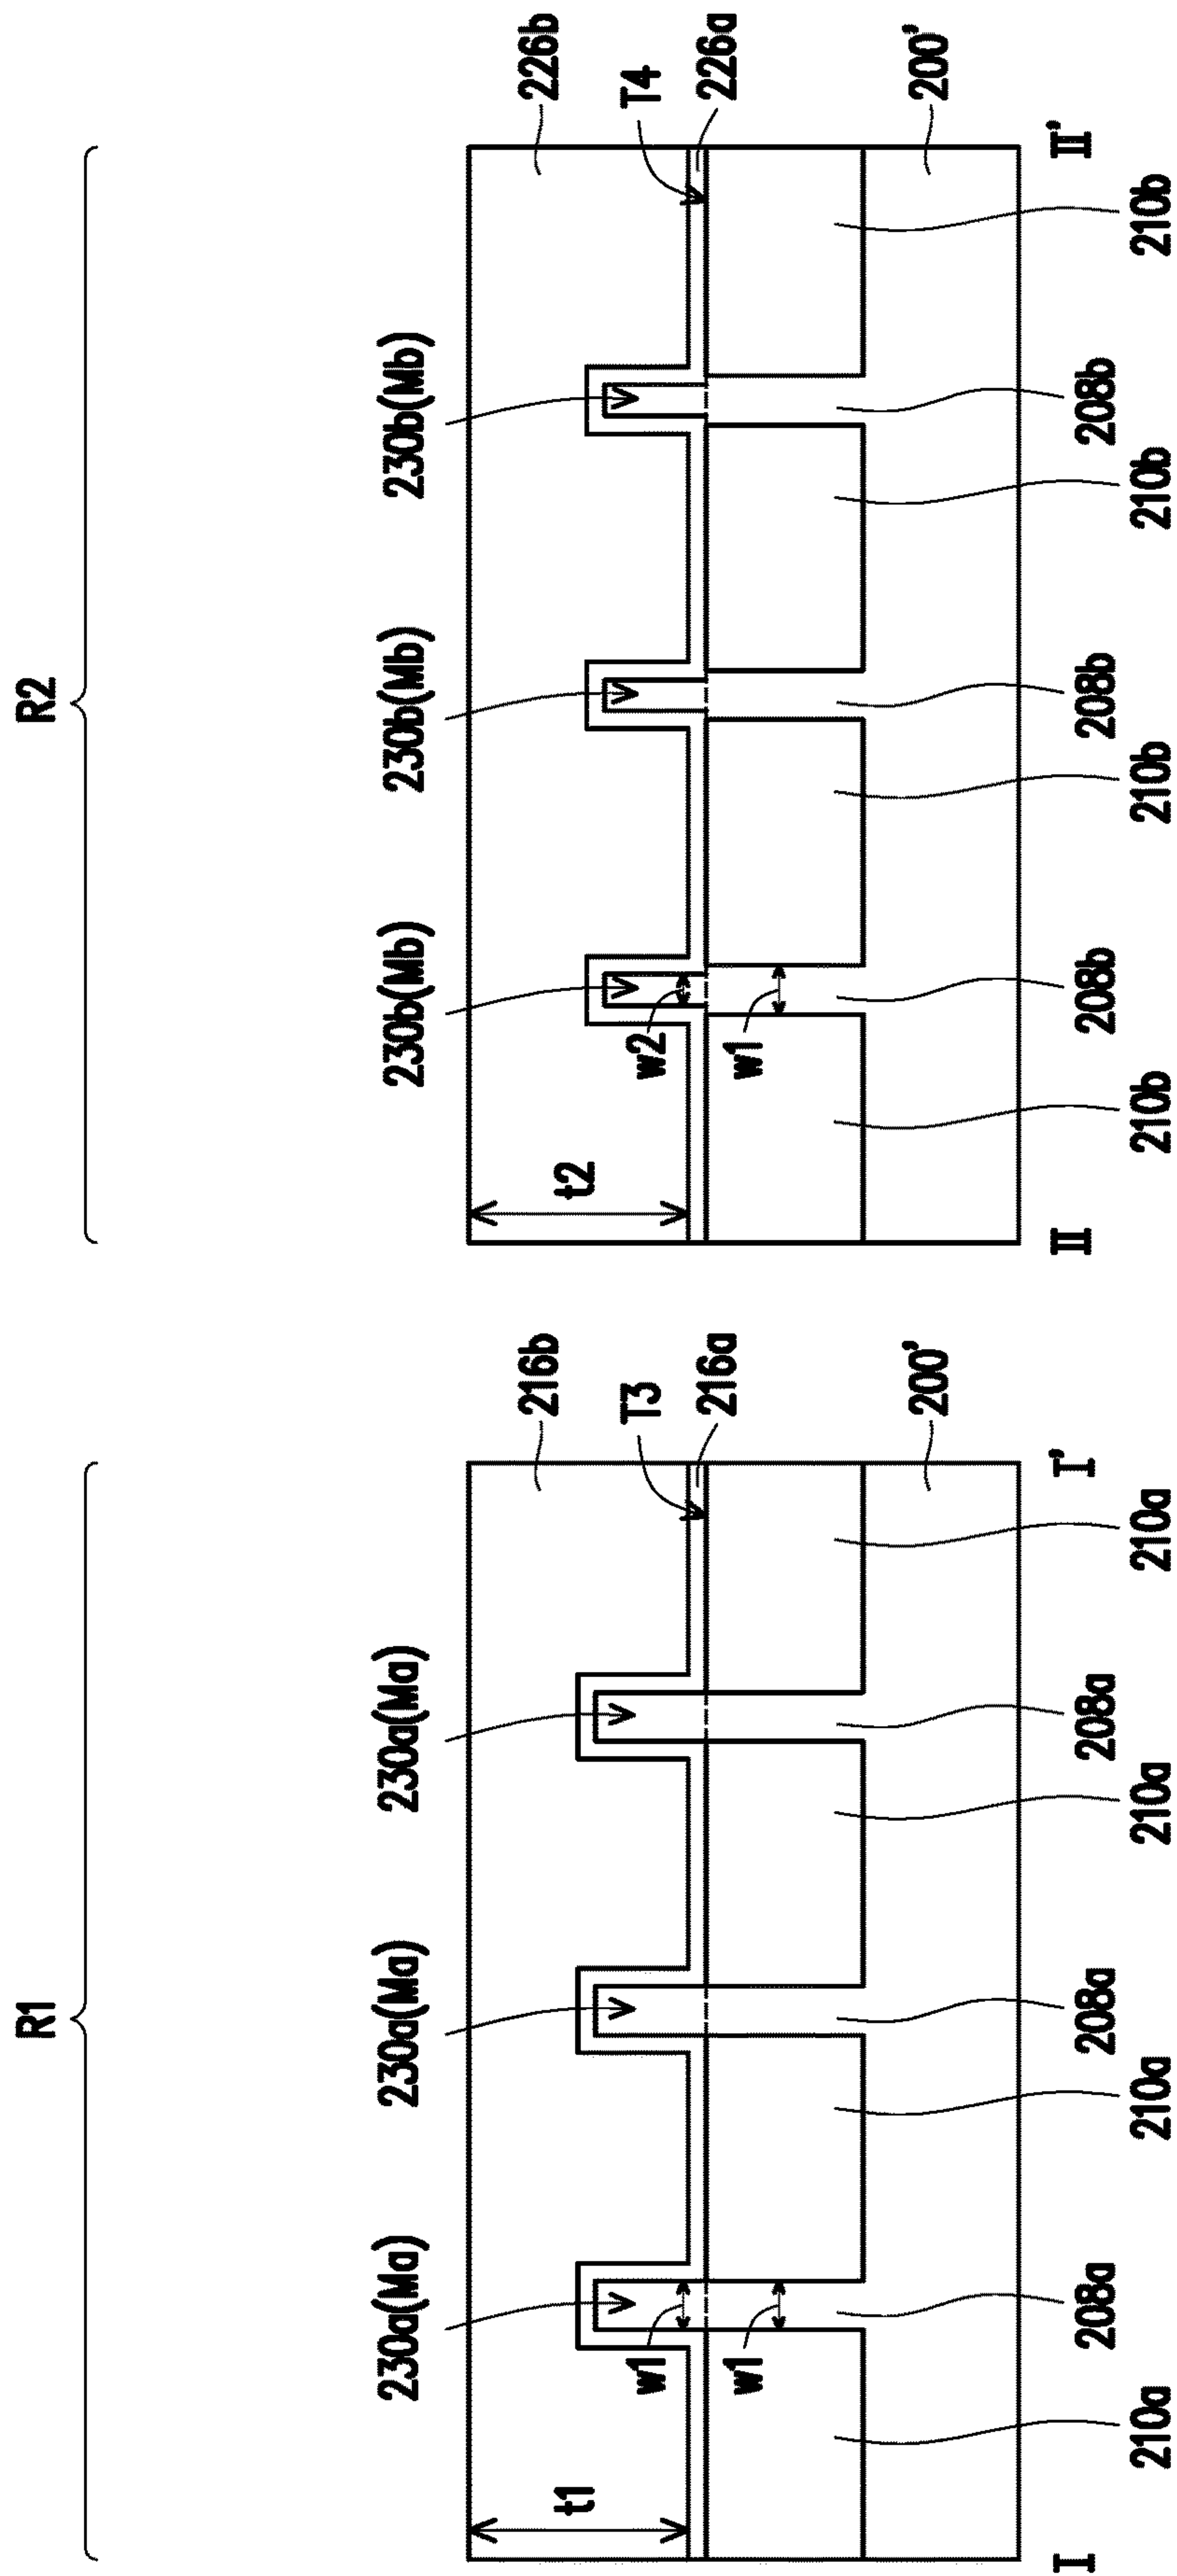 R1
R2
230a(Ma)
230a(Ma)
230a(Ma)
230b(Mb)
230b(Mb)
230b(Mb)
t1
216b
t2
226b
w1
T3
w2
T4
216a
226a
w1
w1
200'
200'
I
I'
II
II'
208a
208a
208a
208b
208b
208b
210a
210a
210a
210a
210b
210b
210b
210b